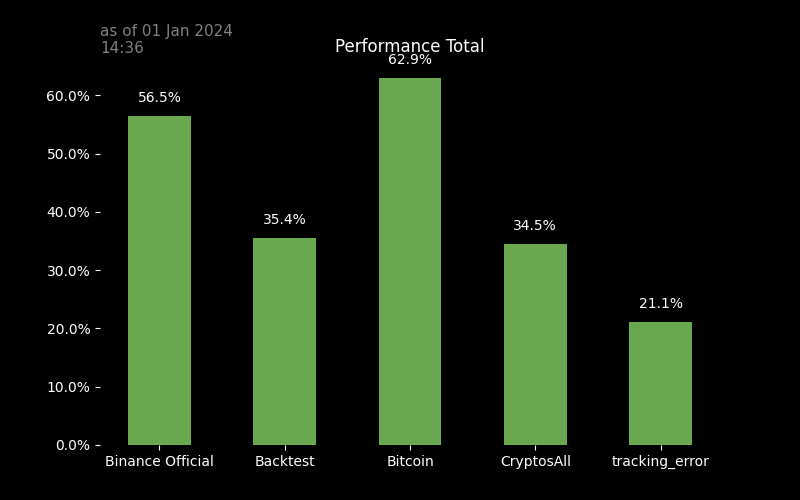 as of 01 Jan 2024
14:36
Performance Total
62.9%
60.0%
56.5%
50.0%
40.0%
35.4%
34.5%
30.0%
21.1%
20.0%
10.0%
0.0%
Binance Official
Backtest
Bitcoin
CryptosAll
tracking_error